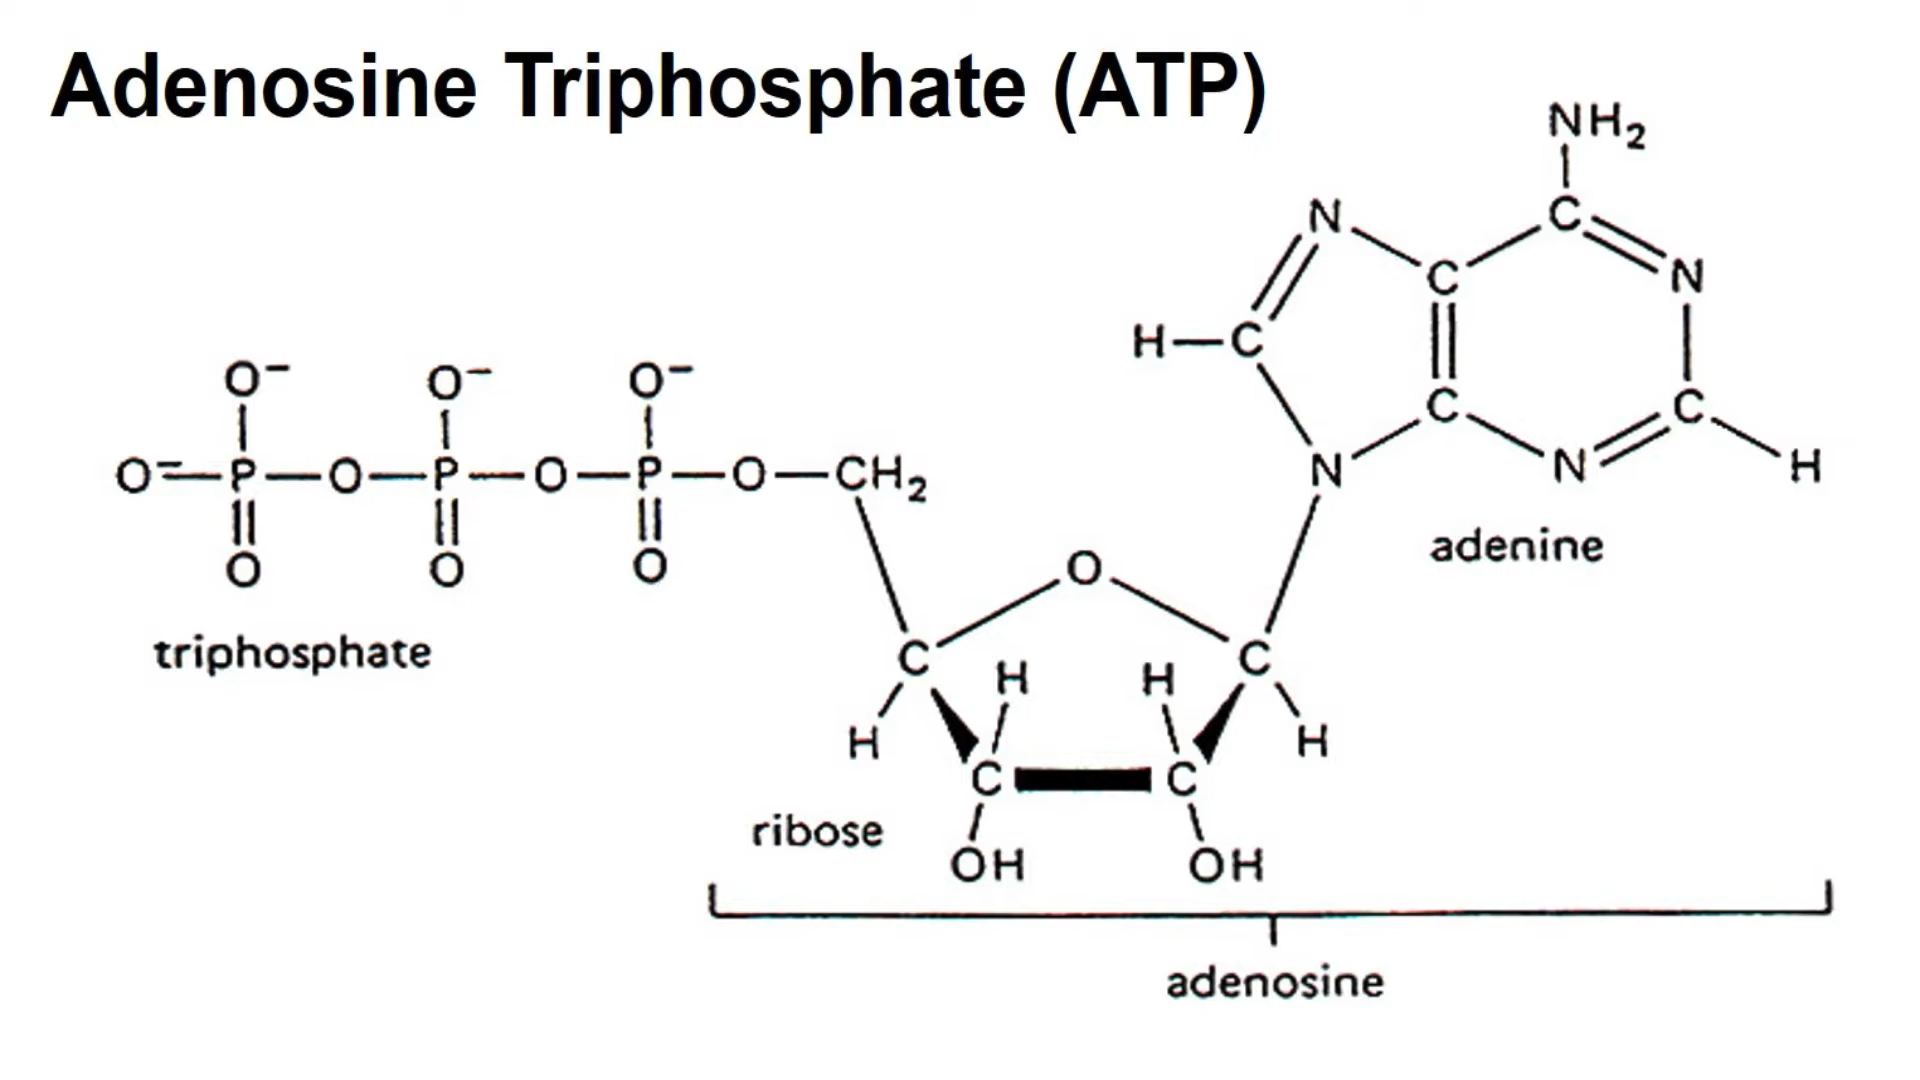 Adenosine Triphosphate (ATP)
NH₂
N
C
N
C
H—C
C
C
N
N
H
adenine
O⁻
O⁻
O⁻
O⁻—P—O—P—O—P—O—CH₂
O
O
O
triphosphate
O
C
C
H
H
H
H
C
C
ribose
OH
OH
adenosine